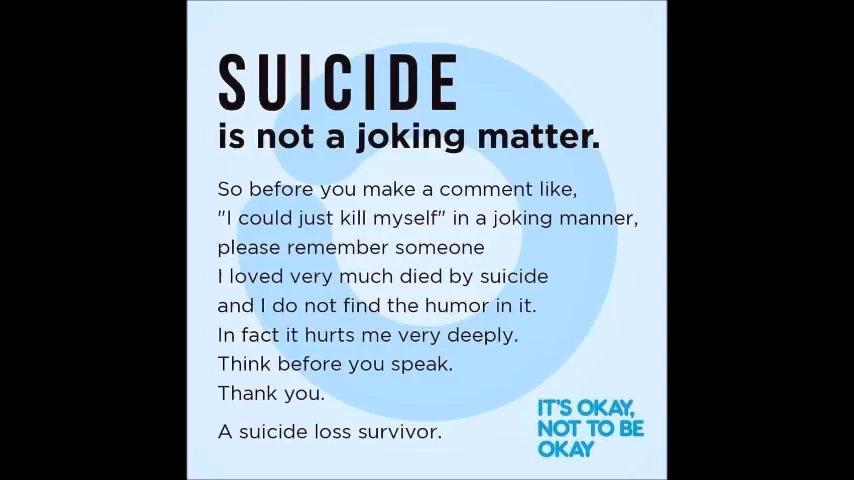 SUICIDE
is not a joking matter.
So before you make a comment like,
"I could just kill myself" in a joking manner,
please remember someone
I loved very much died by suicide
and I do not find the humor in it.
In fact it hurts me very deeply.
Think before you speak.
Thank you.
A suicide loss survivor.
IT'S OKAY,
NOT TO BE
OKAY